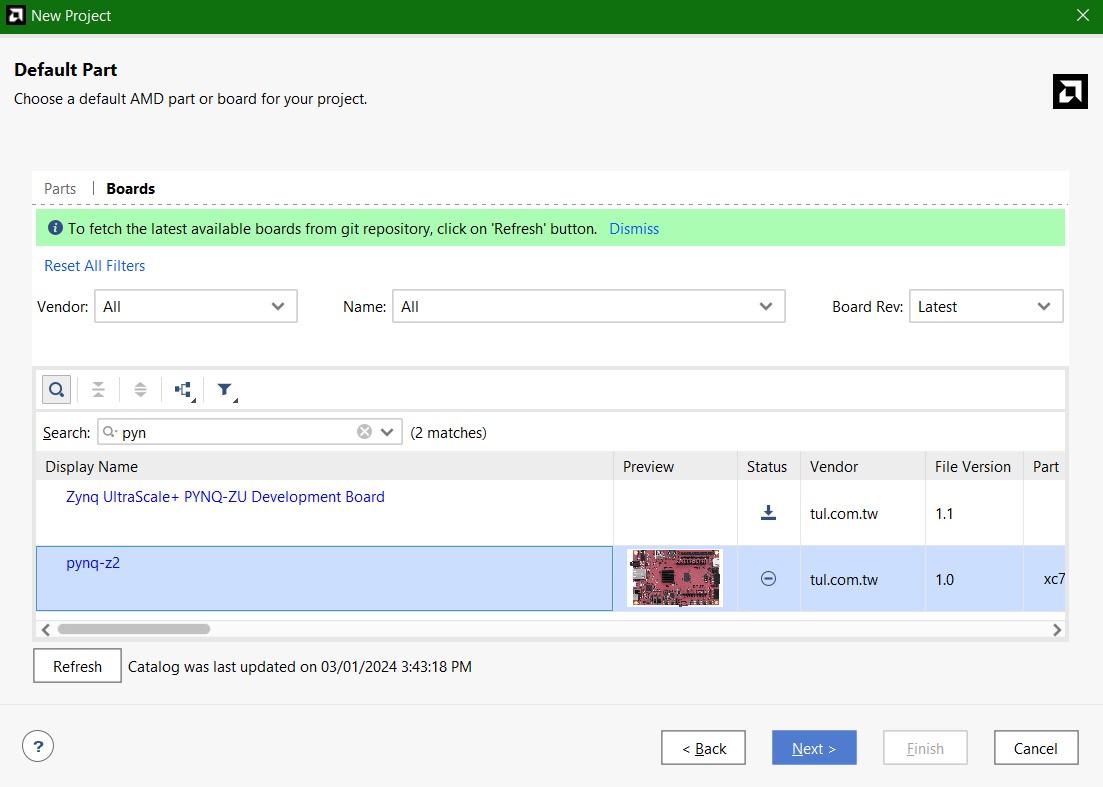 New Project
Default Part
Choose a default AMD part or board for your project.
Parts | Boards
To fetch the latest available boards from git repository, click on 'Refresh' button. Dismiss
Reset All Filters
Vendor: All Name: All Board Rev: Latest
Search: pyn (2 matches)
Display Name Preview Status Vendor File Version Part
Zynq UltraScale+ PYNQ-ZU Development Board tul.com.tw 1.1
pynq-z2 tul.com.tw 1.0 xc7
Refresh Catalog was last updated on 03/01/2024 3:43:18 PM
? < Back Next > Finish Cancel